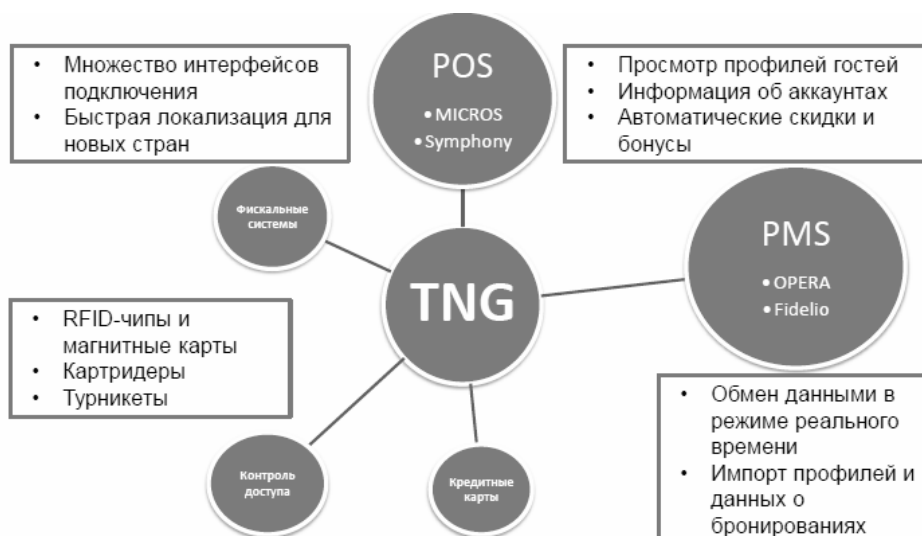 • Множество интерфейсов
подключения
• Быстрая локализация для
новых стран
POS
• MICROS
• Symphony
• Просмотр профилей гостей
• Информация об аккаунтах
• Автоматические скидки и
бонусы
Фискальные
системы
TNG
PMS
• OPERA
• Fidelio
• RFID-чипы и
магнитные карты
• Картридеры
• Турникеты
Контроль
доступа
Кредитные
карты
• Обмен данными в
режиме реального
времени
• Импорт профилей и
данных о
бронированиях